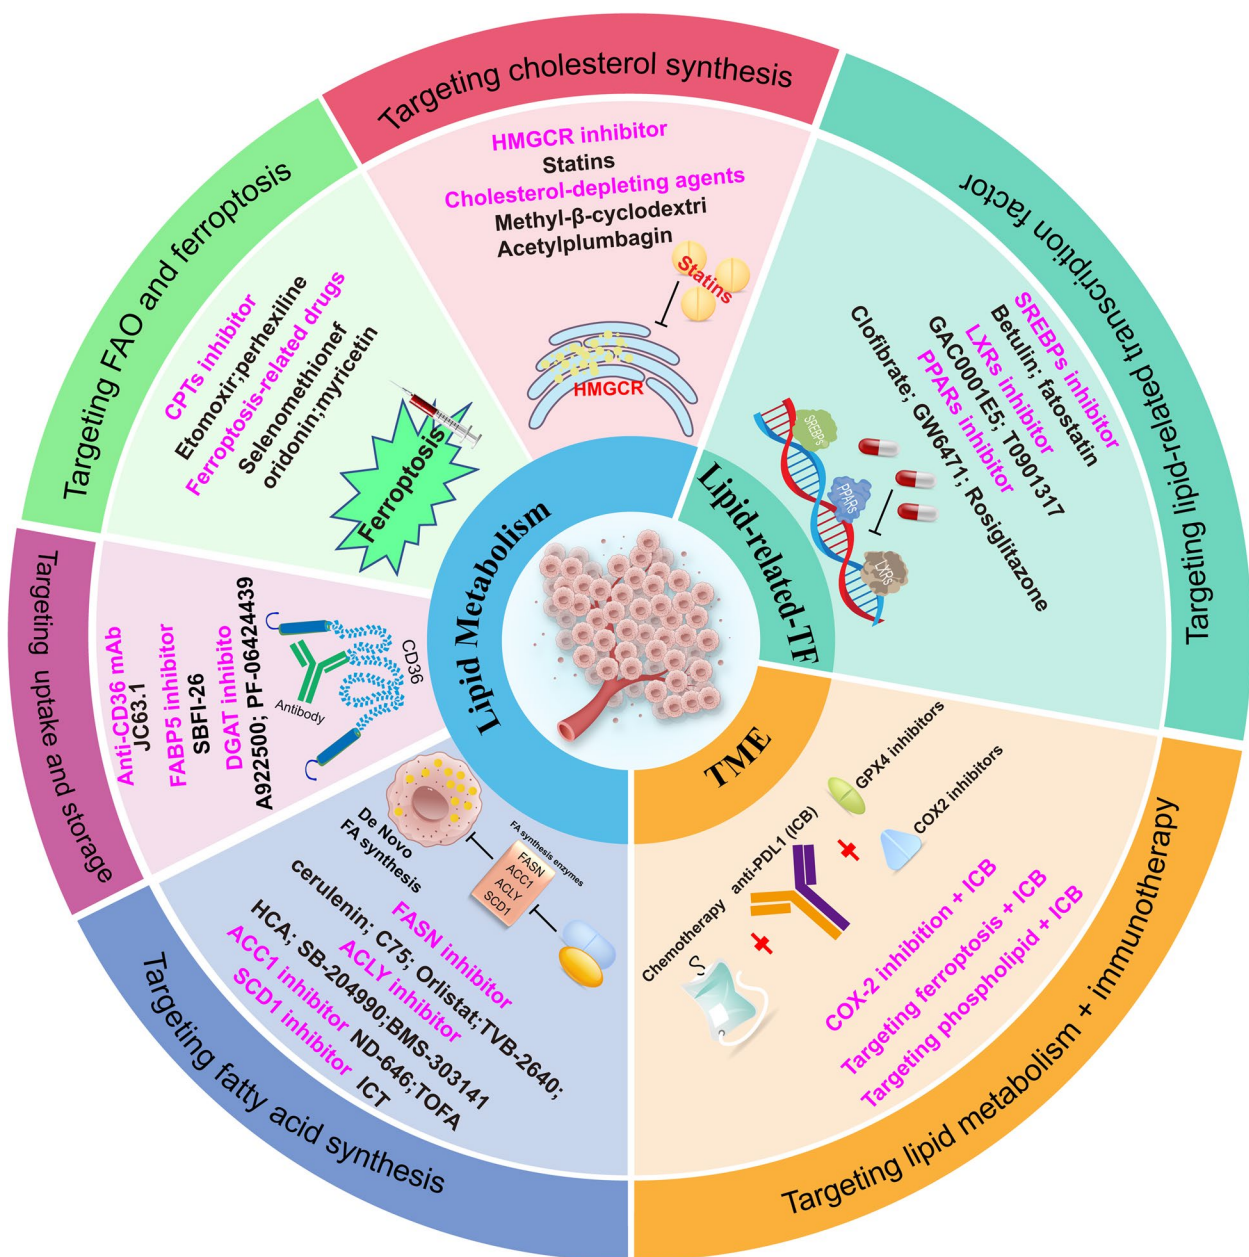 Targeting cholesterol synthesis
HMGCR inhibitor
Statins
Cholesterol-depleting agents
Methyl-β-cyclodextri
Acetylplumbagin
Statins
HMGCR
Targeting lipid-related transcription factor
SREBPs inhibitor
Betulin; fatostatin
LXRs inhibitor
GAC0001E5; T0901317
PPARs inhibitor
Clofibrate; GW6471; Rosiglitazone
SREBPs
PPARs
LXRs
Lipid-related-TF
Targeting lipid metabolism + immunotherapy
GPX4 inhibitors
COX2 inhibitors
anti-PDL1 (ICB)
Chemotherapy
COX-2 inhibition + ICB
Targeting ferroptosis + ICB
Targeting phospholipid + ICB
TME
Targeting fatty acid synthesis
De Novo
FA synthesis
FA synthesis enzymes
FASN
ACC1
ACLY
SCD1
FASN inhibitor
cerulenin; C75; Orlistat;TVB-2640;
ACLY inhibitor
HCA; SB-204990;BMS-303141
ACC1 inhibitor ND-646;TOFA
SCD1 inhibitor ICT
Targeting uptake and storage
Anti-CD36 mAb
JC63.1
FABP5 inhibitor
SBFI-26
DGAT inhibito
A922500; PF-06424439
Antibody
CD36
Targeting FAO and ferroptosis
CPTs inhibitor
Etomoxir;perhexiline
Ferroptosis-related drugs
Selenomethionef
oridonin;myricetin
Ferroptosis
Lipid Metabolism